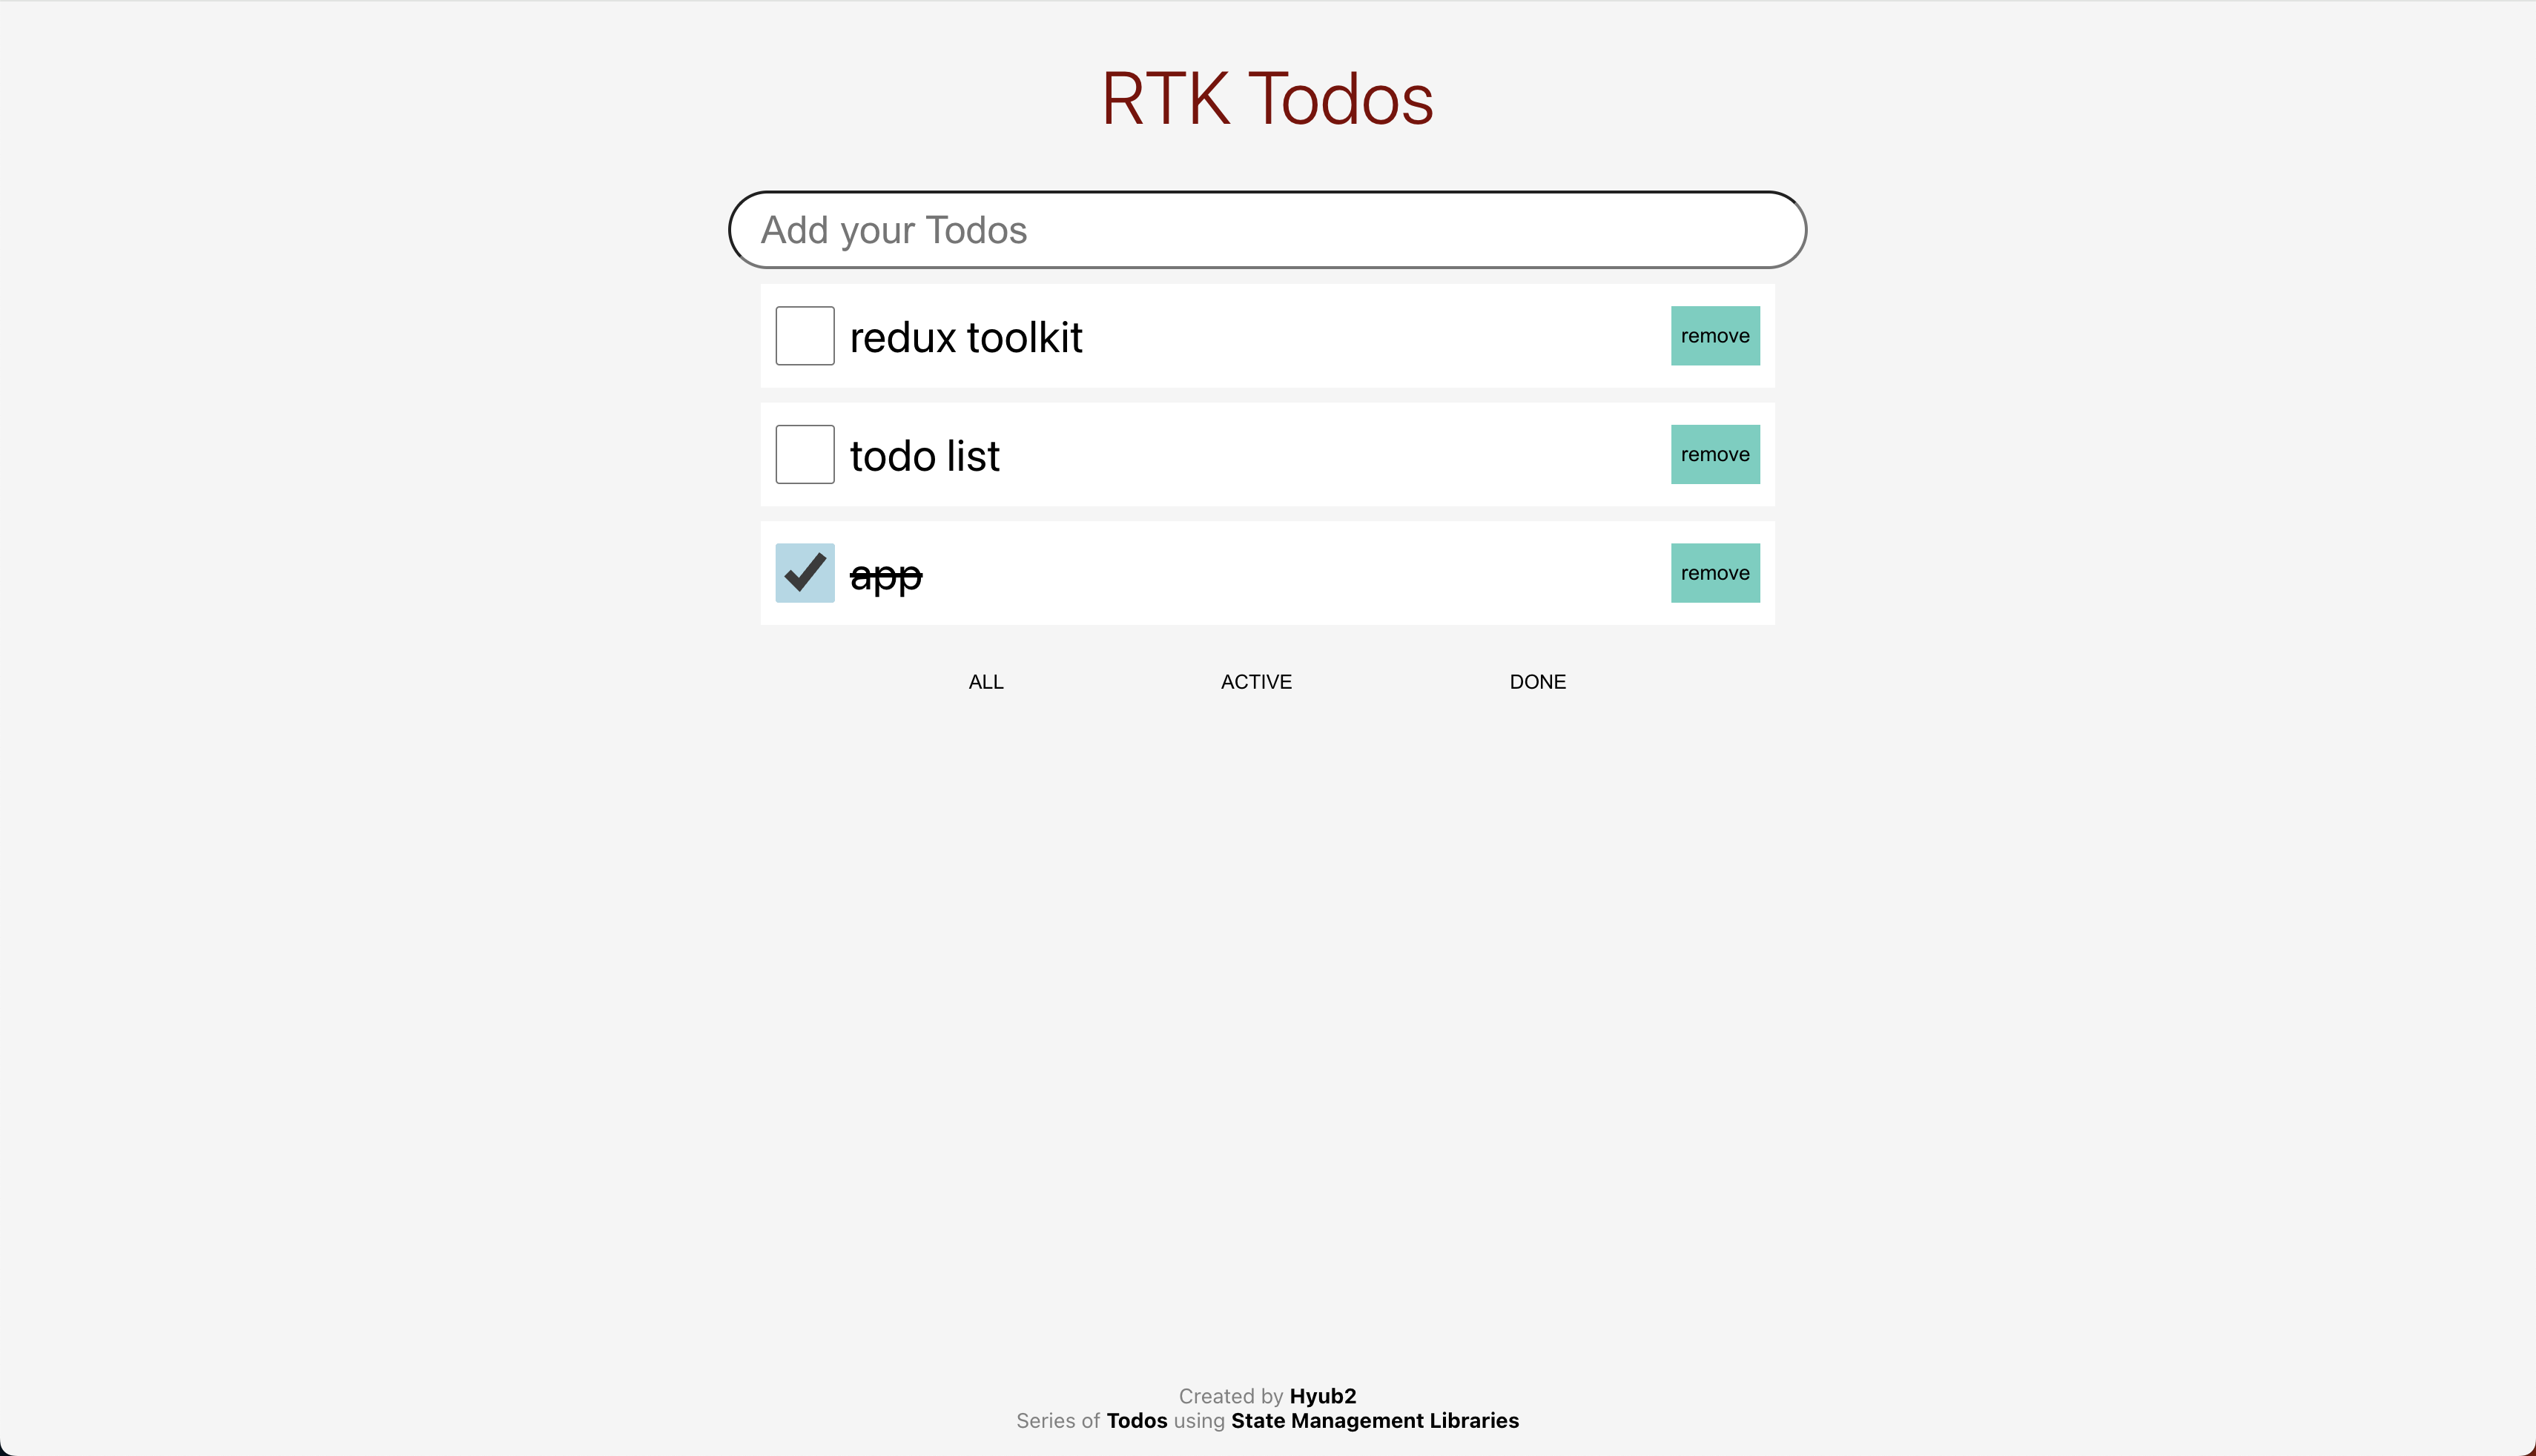 RTK Todos
Add your Todos
redux toolkit remove
todo list remove
app remove
ALL ACTIVE DONE
Created by Hyub2
Series of Todos using State Management Libraries